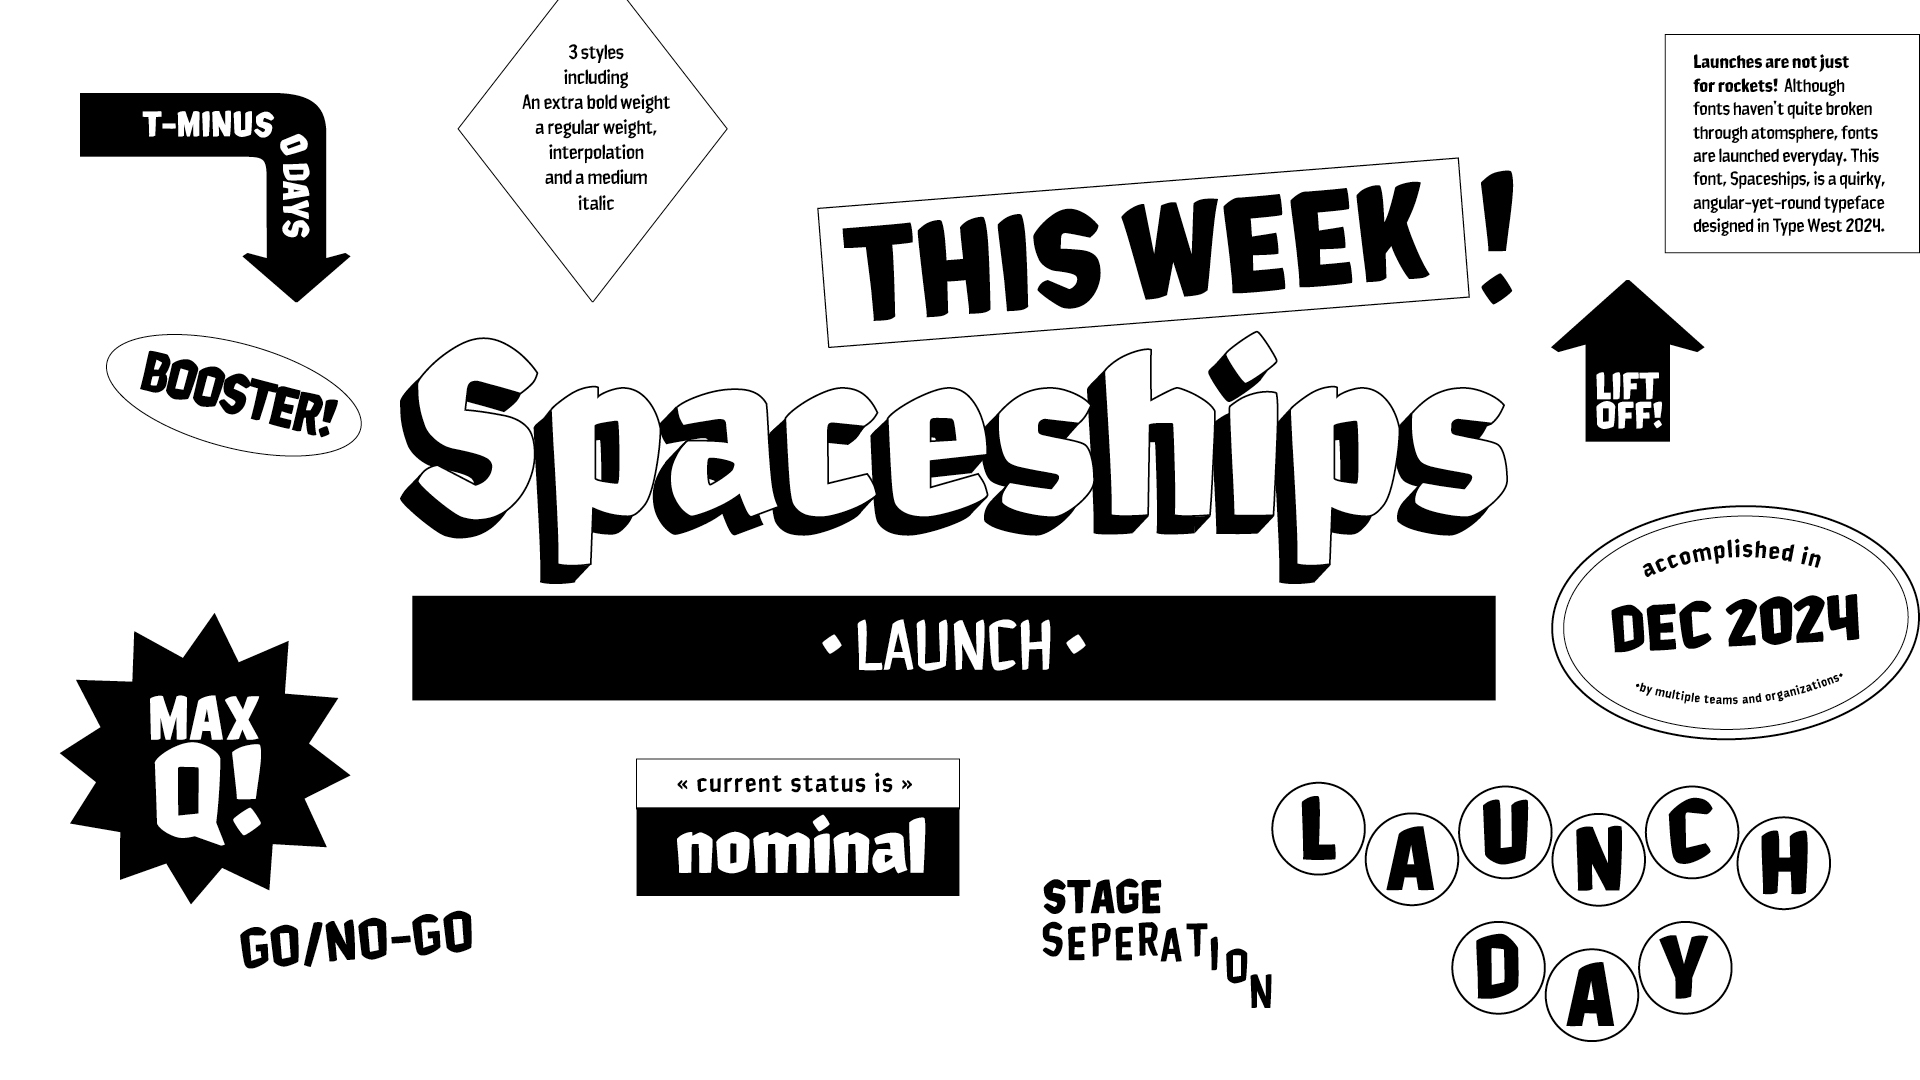 T-MINUS 0 DAYS
3 styles
including
An extra bold weight
a regular weight,
interpolation
and a medium
italic
Launches are not just
for rockets! Although
fonts haven't quite broken
through atomsphere, fonts
are launched everyday. This
font, Spaceships, is a quirky,
angular-yet-round typeface
designed in Type West 2024.
THIS WEEK!
BOOSTER!
Spaceships
LIFT
OFF!
• LAUNCH •
accomplished in
DEC 2024
•by multiple teams and organizations•
MAX
Q!
« current status is »
nominal
GO/NO-GO
STAGE
SEPERATION
LAUNCH
DAY